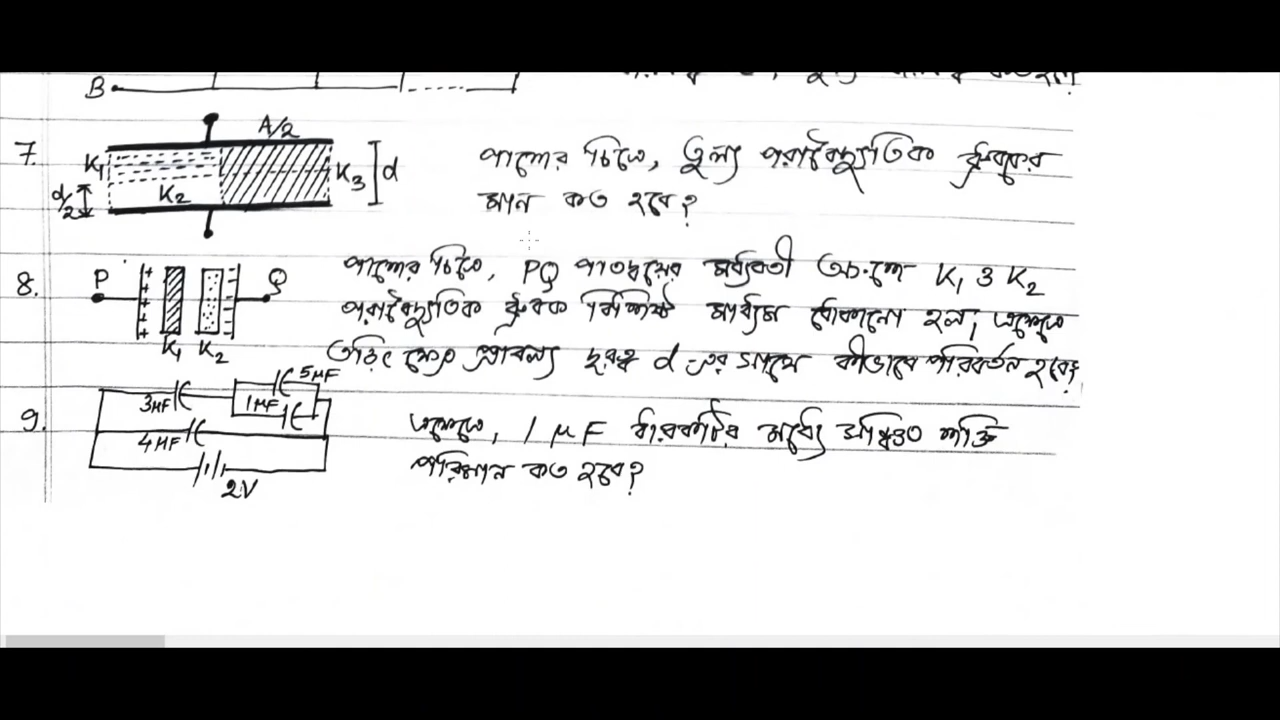 B
7.
A/2
K1
K2
K3
d
d/2
পাশের চিত্রে, তুল্য পরাবৈদ্যুতিক ধ্রুবকের
মান কত হবে?
8.
P
Q
K1 K2
পাশের চিত্রে, PQ পাতদ্বয়ের মধ্যবর্তী অংশে K1 ও K2
পরাবৈদ্যুতিক ধ্রুবক বিশিষ্ট মাধ্যম ঢোকানো হল, এক্ষেত্রে
তড়িৎ ক্ষেত্র প্রাবল্য দূরত্ব d-এর সাথে কীভাবে পরিবর্তন হবে?
9.
5μF
3μF
1μF
4μF
2V
এক্ষেত্রে, 1 μF ধারকটির মধ্যে সঞ্চিত শক্তি
পরিমান কত হবে?